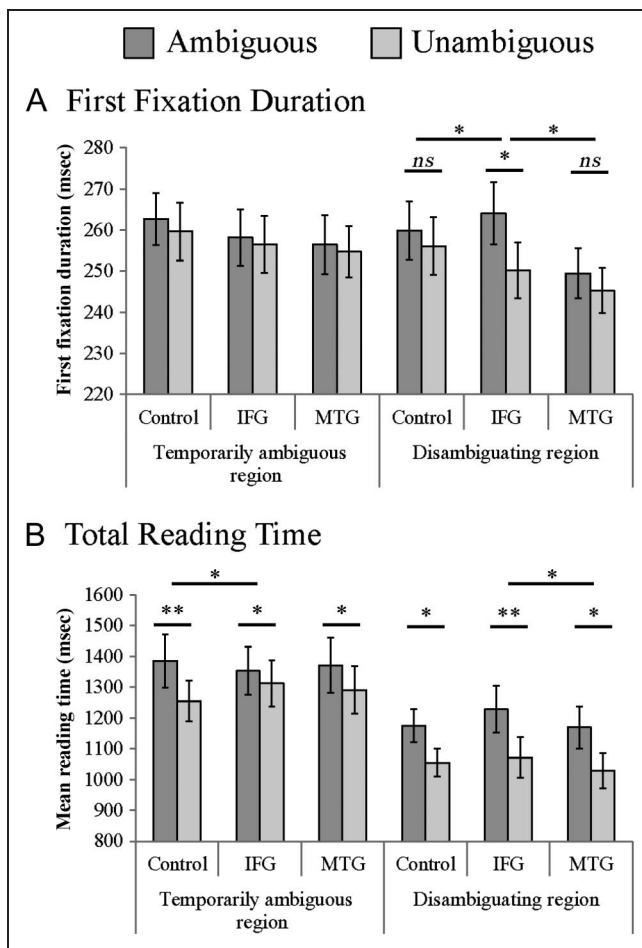 Ambiguous Unambiguous
A First Fixation Duration
First fixation duration (msec)
280
270
260
250
240
230
220
* *
ns * ns
Control IFG MTG Control IFG MTG
Temporarily ambiguous region Disambiguating region
B Total Reading Time
Mean reading time (msec)
1600
1500
1400
1300
1200
1100
1000
900
800
* *
** * * * ** *
Control IFG MTG Control IFG MTG
Temporarily ambiguous region Disambiguating region